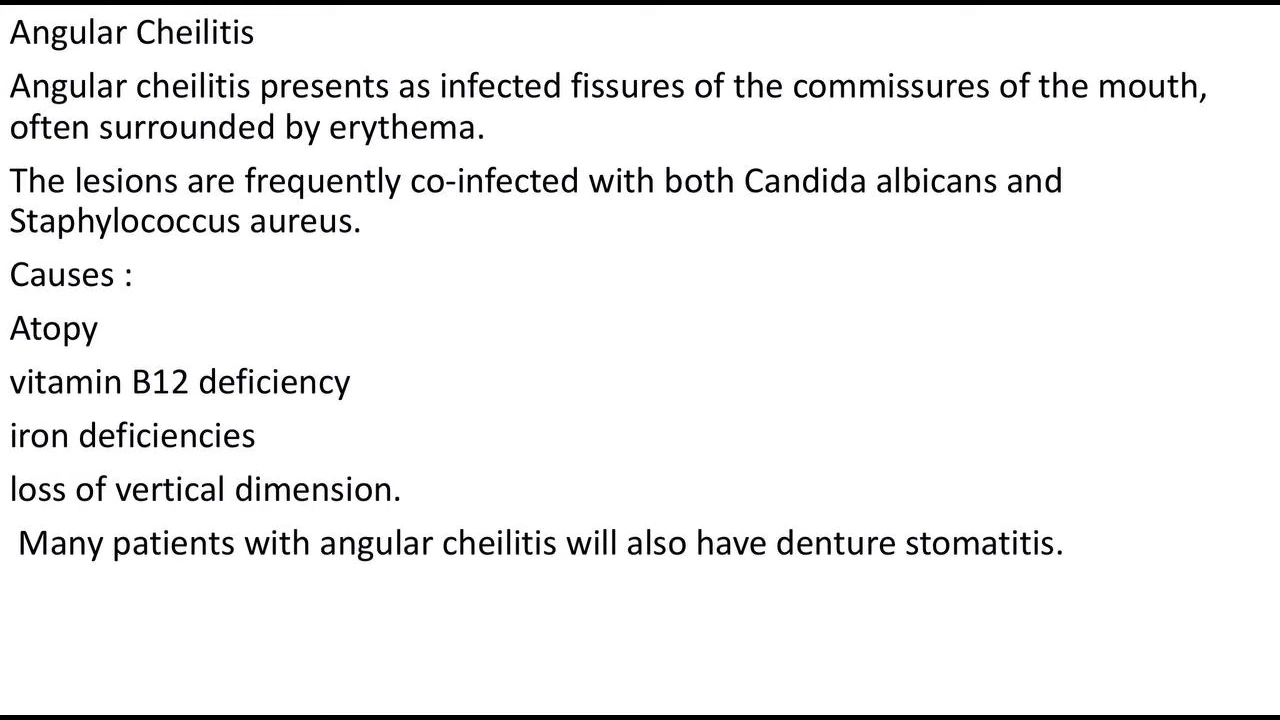 Angular Cheilitis
Angular cheilitis presents as infected fissures of the commissures of the mouth,
often surrounded by erythema.
The lesions are frequently co-infected with both Candida albicans and
Staphylococcus aureus.
Causes :
Atopy
vitamin B12 deficiency
iron deficiencies
loss of vertical dimension.
Many patients with angular cheilitis will also have denture stomatitis.